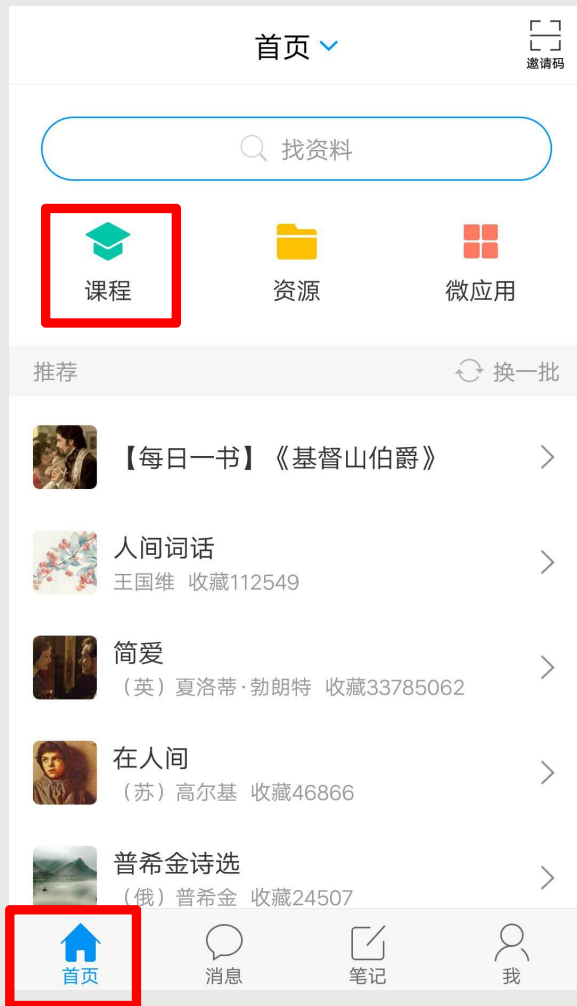 首页
邀请码
找资料
课程 资源 微应用
推荐 换一批
【每日一书】《基督山伯爵》
人间词话
王国维 收藏112549
简爱
（英）夏洛蒂·勃朗特 收藏33785062
在人间
（苏）高尔基 收藏46866
普希金诗选
（俄）普希金 收藏24507
首页 消息 笔记 我